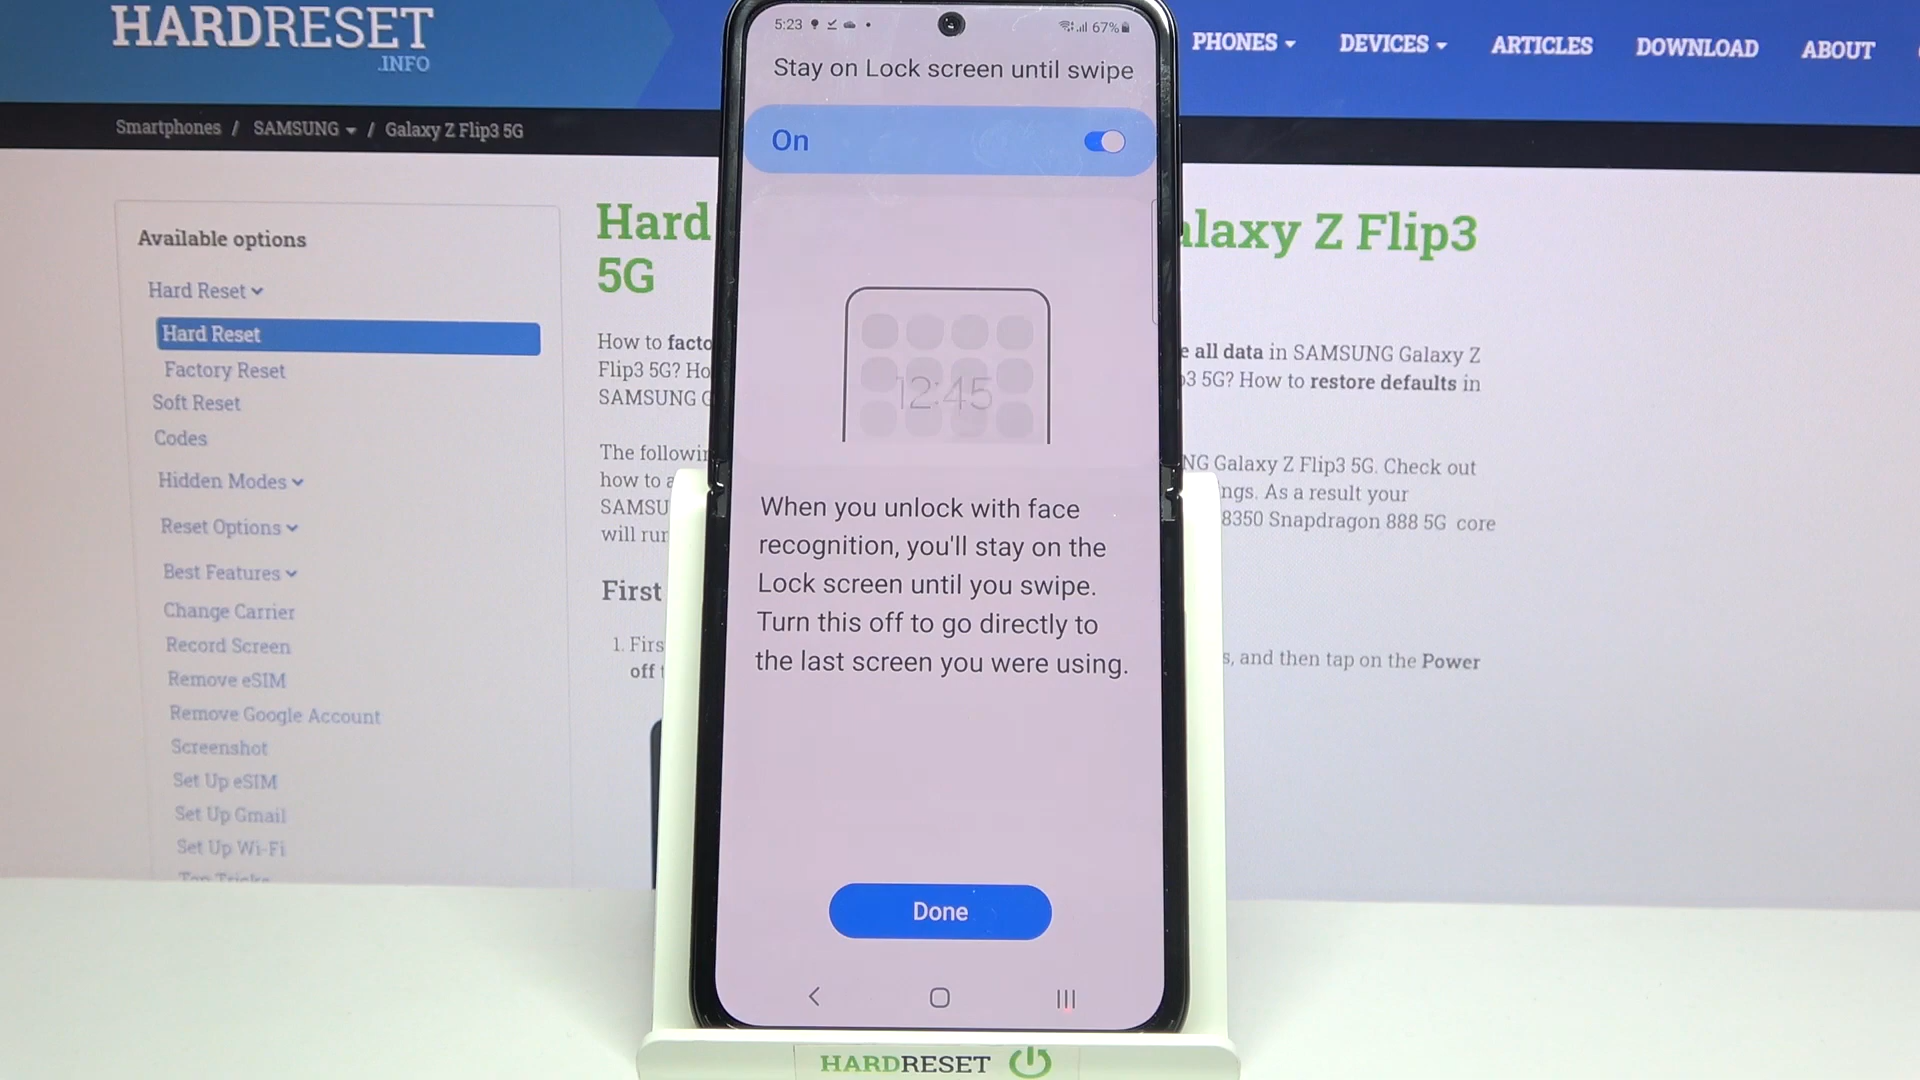 HARDRESET
.INFO
PHONES
DEVICES
ARTICLES
DOWNLOAD
ABOUT
Smartphones / SAMSUNG / Galaxy Z Flip3 5G
Available options
Hard Reset
Hard Reset
Factory Reset
Soft Reset
Codes
Hidden Modes
Reset Options
Best Features
Change Carrier
Record Screen
Remove eSIM
Remove Google Account
Screenshot
Set Up eSIM
Set Up Gmail
Set Up Wi-Fi
Top Tricks
Hard
alaxy Z Flip3
5G
How to facto
e all data in SAMSUNG Galaxy Z
Flip3 5G? Ho
p3 5G? How to restore defaults in
SAMSUNG G
The followin
NG Galaxy Z Flip3 5G. Check out
how to a
ngs. As a result your
SAMSU
8350 Snapdragon 888 5G core
will run
First
1. Firs
s, and then tap on the Power
off t
5:23
67%
Stay on Lock screen until swipe
On
12:45
When you unlock with face
recognition, you'll stay on the
Lock screen until you swipe.
Turn this off to go directly to
the last screen you were using.
Done
HARDRESET